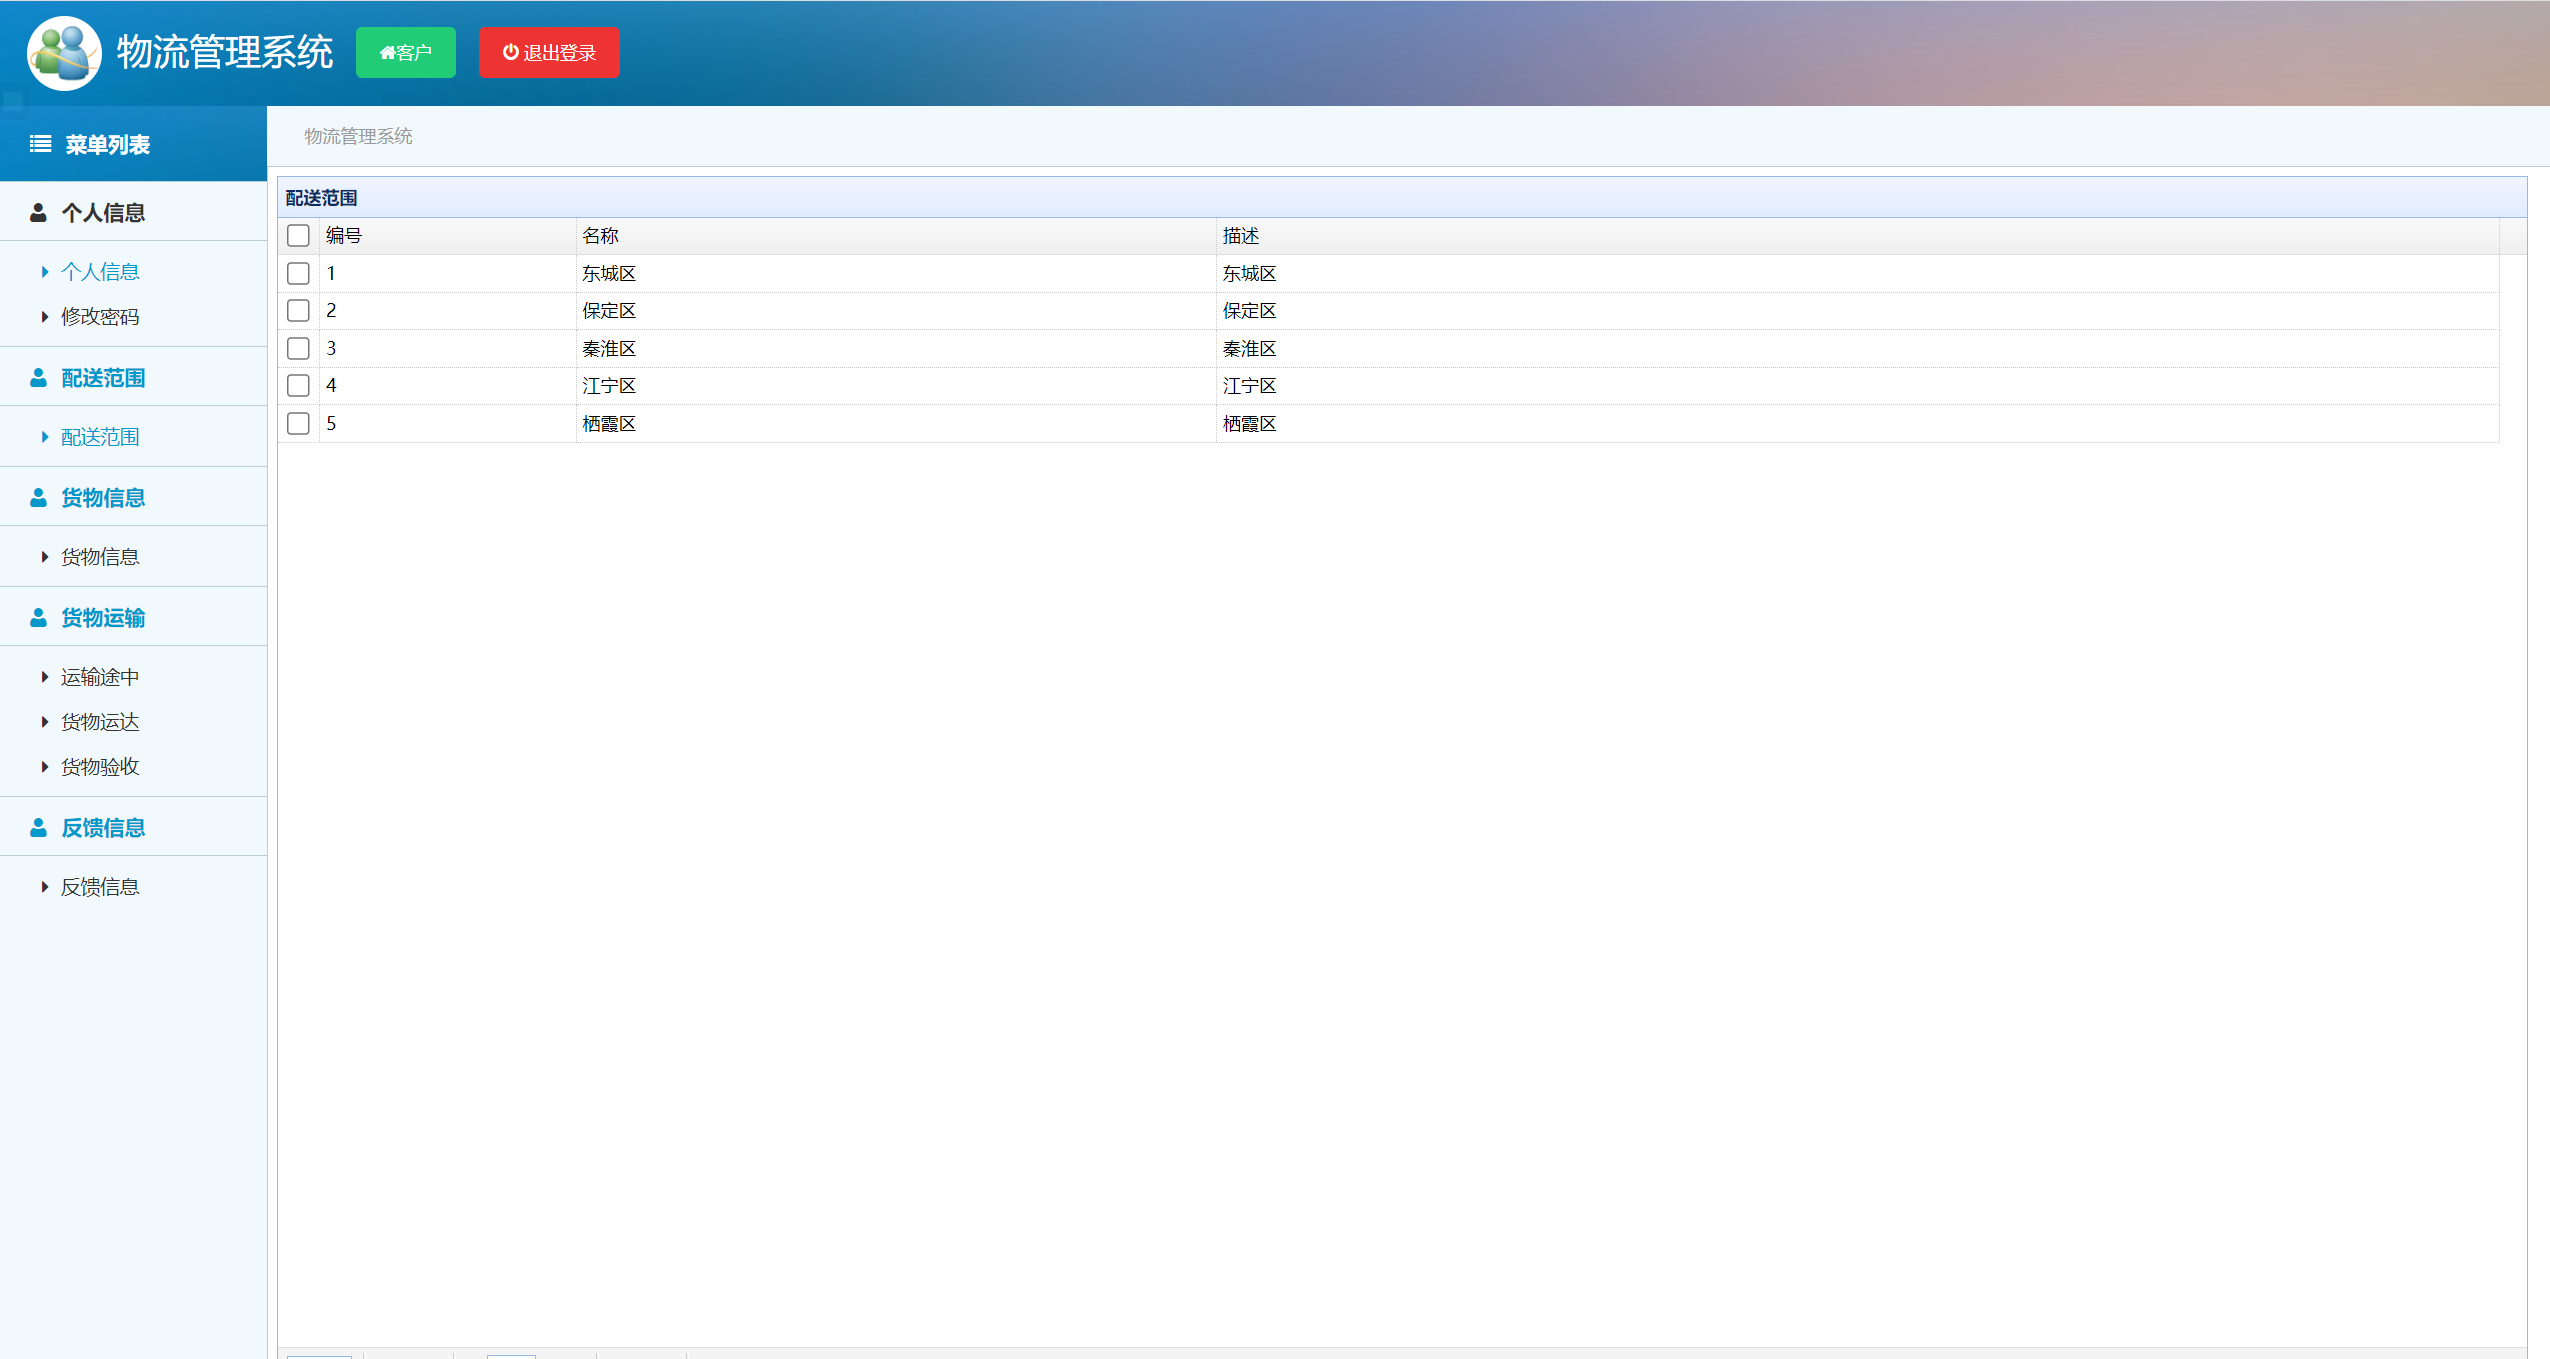 物流管理系统
客户
退出登录
菜单列表
个人信息
个人信息
修改密码
配送范围
配送范围
货物信息
货物信息
货物运输
运输途中
货物运达
货物验收
反馈信息
反馈信息
物流管理系统
配送范围
编号 名称 描述
1 东城区 东城区
2 保定区 保定区
3 秦淮区 秦淮区
4 江宁区 江宁区
5 栖霞区 栖霞区